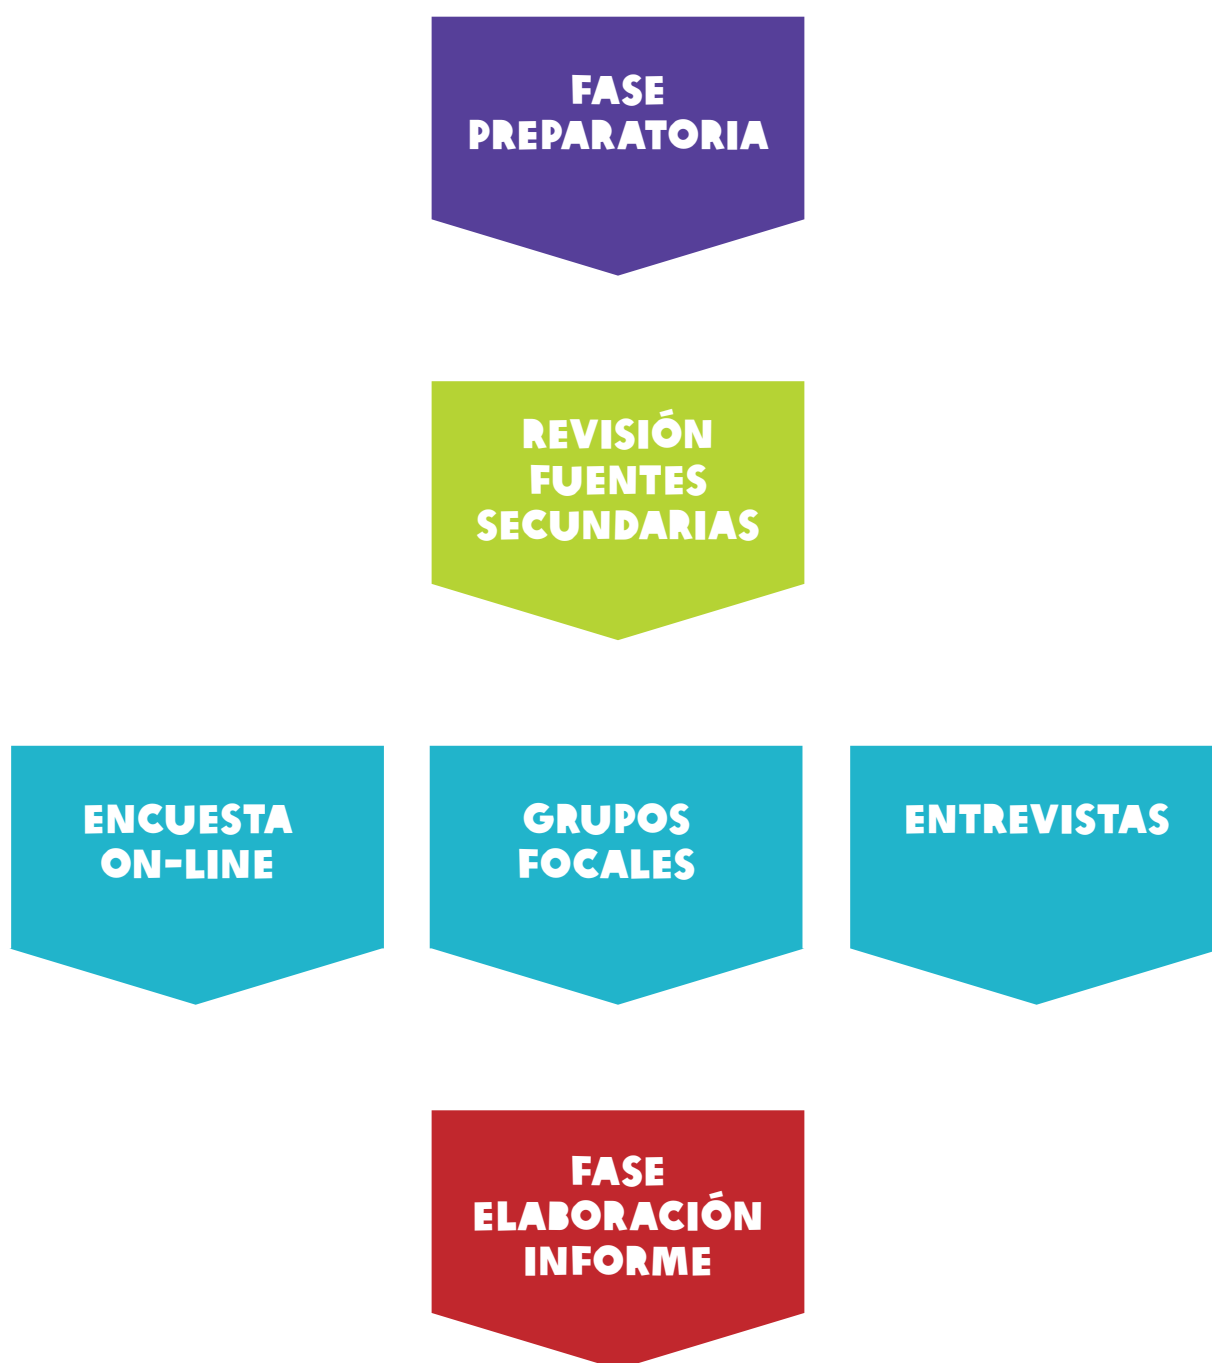 FASE
PREPARATORIA
REVISIÓN
FUENTES
SECUNDARIAS
ENCUESTA
ON-LINE
GRUPOS
FOCALES
ENTREVISTAS
FASE
ELABORACIÓN
INFORME